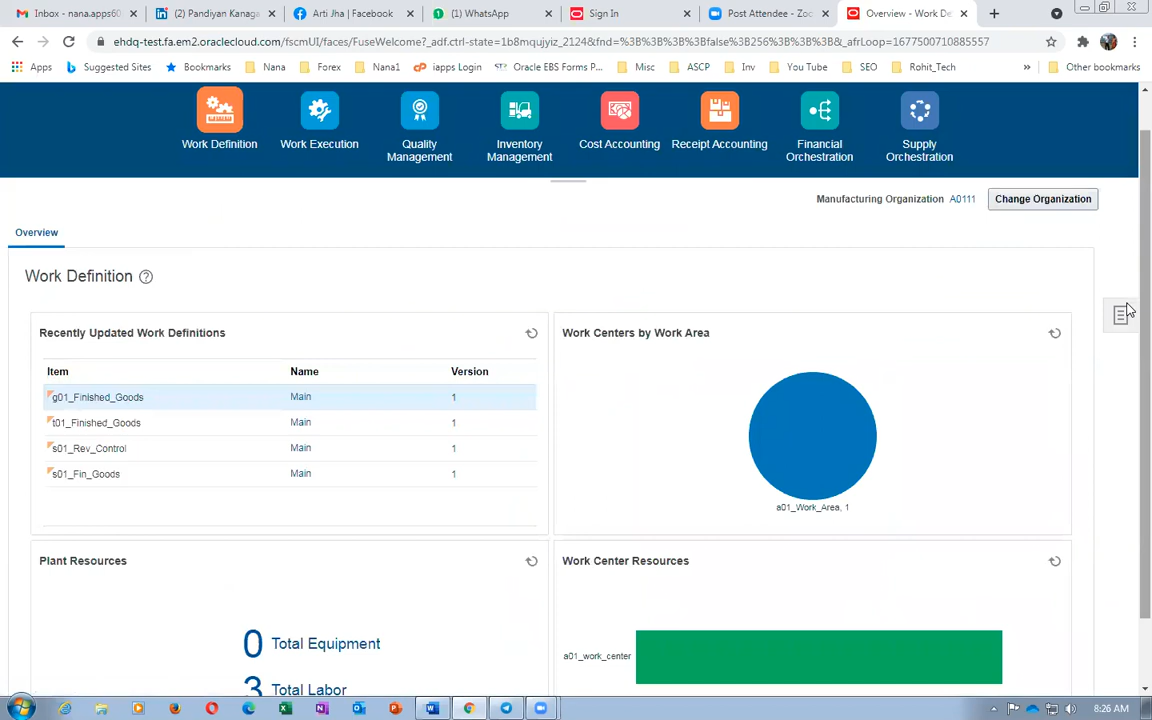 Inbox - nana.apps60
(2) Pandiyan Kanaga
Arti Jha | Facebook
(1) WhatsApp
Sign In
Post Attendee - Zoo
Overview - Work De
ehdq-test.fa.em2.oraclecloud.com/fscmUI/faces/FuseWelcome?_adf.ctrl-state=1b8mqujyiz_2124&fnd=%3B%3B%3B%3Bfalse%3B256%3B%3B%3B&_afrLoop=1677500710885557
Apps Suggested Sites Bookmarks Nana Forex Nana1 iapps Login Oracle EBS Forms P... Misc ASCP Inv You Tube SEO Rohit_Tech » Other bookmarks
Work Definition
Work Execution
Quality
Management
Inventory
Management
Cost Accounting
Receipt Accounting
Financial
Orchestration
Supply
Orchestration
Manufacturing Organization A0111 Change Organization
Overview
Work Definition ?
Recently Updated Work Definitions
Item Name Version
g01_Finished_Goods Main 1
t01_Finished_Goods Main 1
s01_Rev_Control Main 1
s01_Fin_Goods Main 1
Work Centers by Work Area
a01_Work_Area, 1
Plant Resources
0 Total Equipment
3 Total Labor
Work Center Resources
a01_work_center
8:26 AM